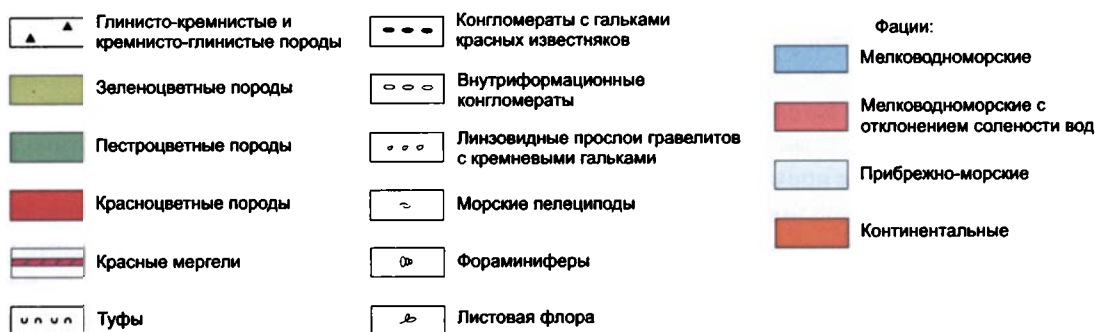 Глинисто-кремнистые и
кремнисто-глинистые породы
Зеленоцветные породы
Пестроцветные породы
Красноцветные породы
Красные мергели
Туфы
Конгломераты с гальками
красных известняков
Внутриформационные
конгломераты
Линзовидные прослои гравелитов
с кремневыми гальками
Морские пелециподы
Фораминиферы
Листовая флора
Фации:
Мелководноморские
Мелководноморские с
отклонением солености вод
Прибрежно-морские
Континентальные